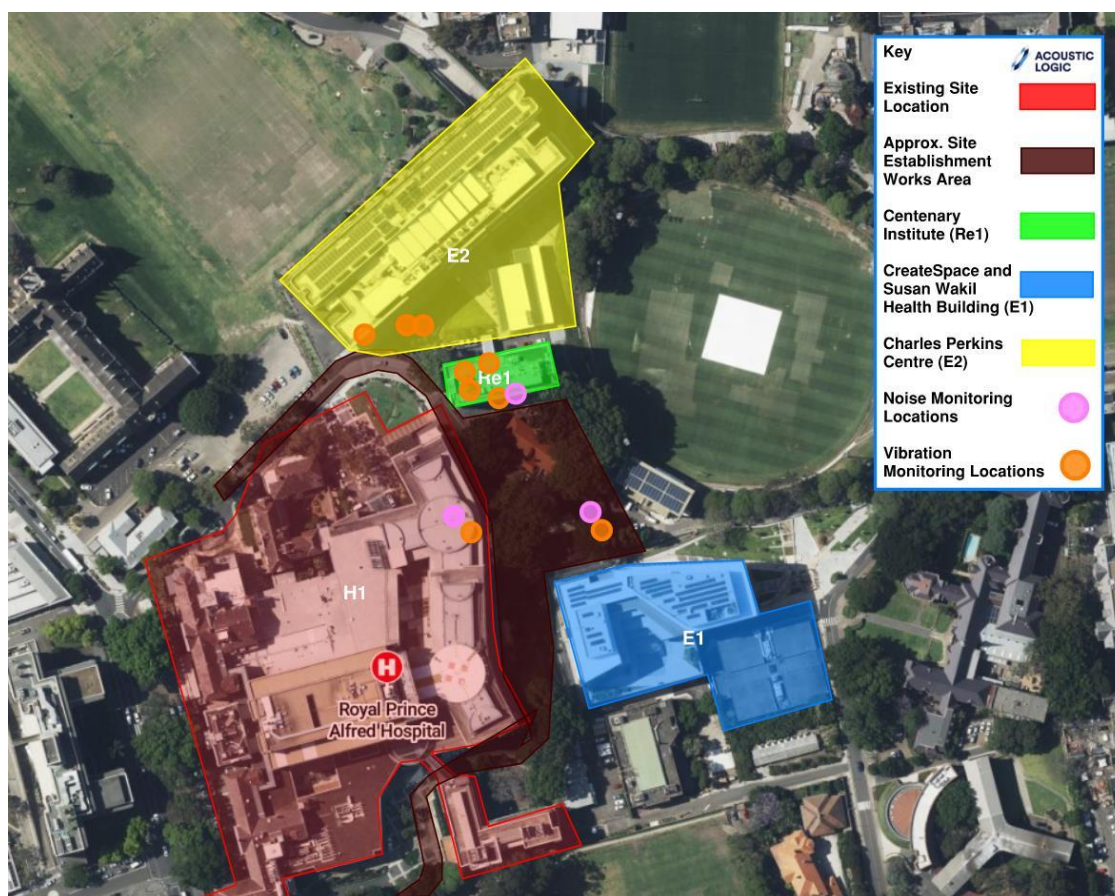 Key
ACOUSTIC
LOGIC
Existing Site
Location
Approx. Site
Establishment
Works Area
Centenary
Institute (Re1)
CreateSpace and
Susan Wakil
Health Building (E1)
Charles Perkins
Centre (E2)
Noise Monitoring
Locations
Vibration
Monitoring Locations
E2
Re1
H1
E1
H
Royal Prince
Alfred Hospital